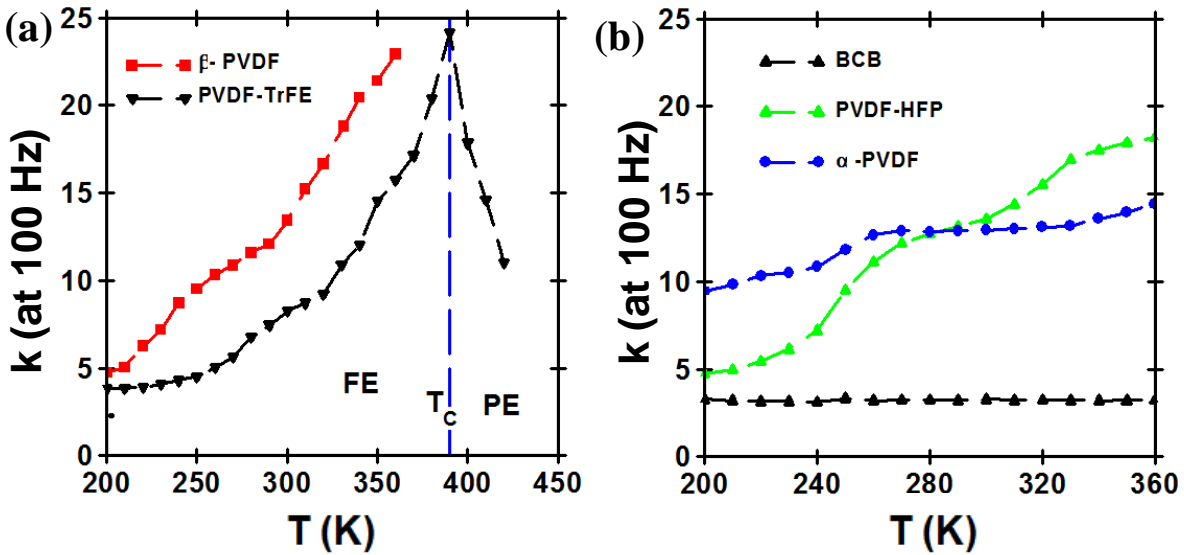 (a)
k (at 100 Hz)
25
20
15
10
5
0
β- PVDF
PVDF-TrFE
FE
T_C
PE
200 250 300 350 400 450
T (K)
(b)
k (at 100 Hz)
25
20
15
10
5
0
BCB
PVDF-HFP
α -PVDF
200 240 280 320 360
T (K)